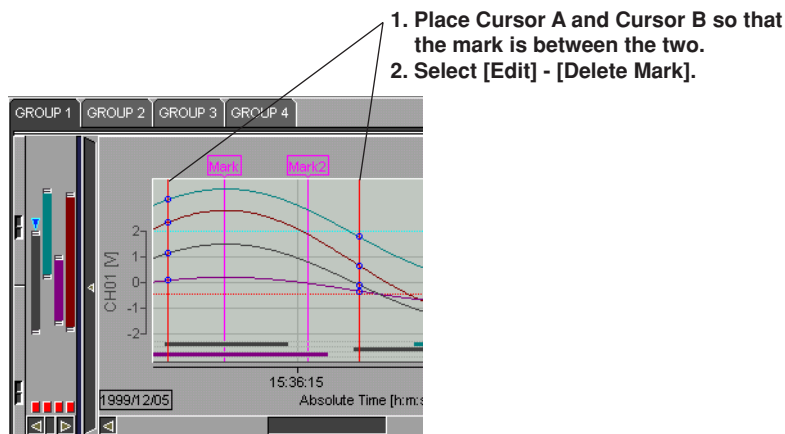 1. Place Cursor A and Cursor B so that
the mark is between the two.
2. Select [Edit] - [Delete Mark].
GROUP 1 GROUP 2 GROUP 3 GROUP 4
Mark Mark2
2
1
0
-1
-2
CH01 [V]
15:36:15
1999/12/05 Absolute Time [h:m:s